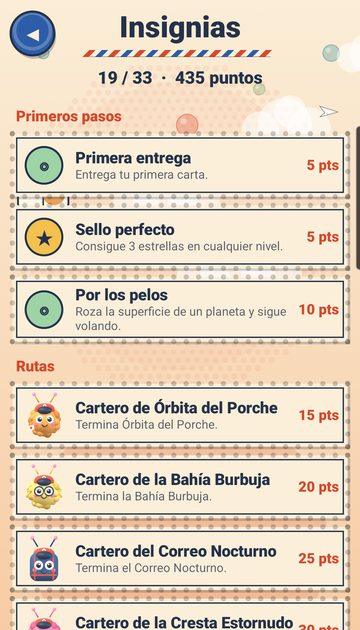 Insignias
19 / 33 · 435 puntos
Primeros pasos
Primera entrega
Entrega tu primera carta.
5 pts
Sello perfecto
Consigue 3 estrellas en cualquier nivel.
5 pts
Por los pelos
Roza la superficie de un planeta y sigue
volando.
10 pts
Rutas
Cartero de Órbita del Porche
Termina Órbita del Porche.
15 pts
Cartero de la Bahía Burbuja
Termina la Bahía Burbuja.
20 pts
Cartero del Correo Nocturno
Termina el Correo Nocturno.
25 pts
Cartero de la Cresta Estornudo
30 pts